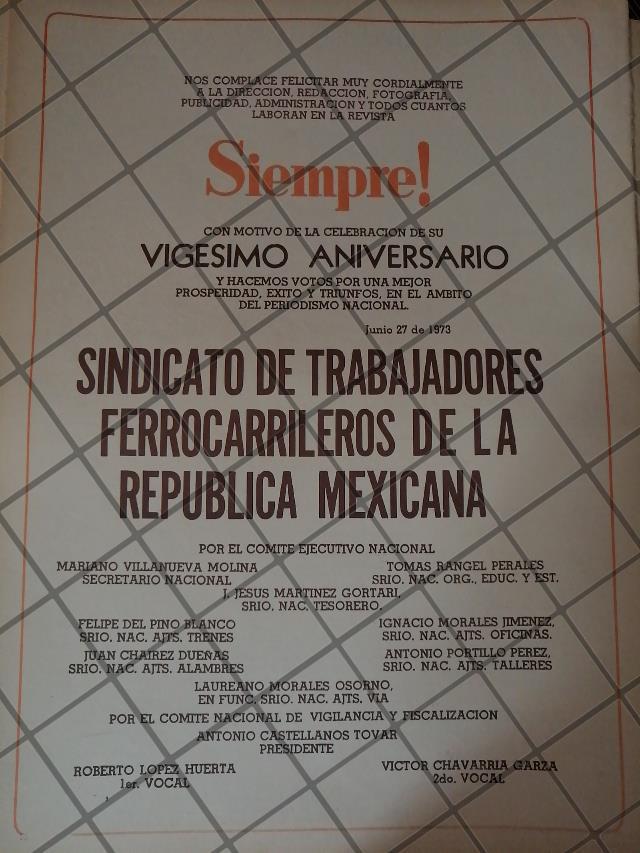 NOS COMPLACE FELICITAR MUY CORDIALMENTE
A LA DIRECCION, REDACCION, FOTOGRAFIA,
PUBLICIDAD, ADMINISTRACION Y TODOS CUANTOS
LABORAN EN LA REVISTA
Siempre!
CON MOTIVO DE LA CELEBRACION DE SU
VIGESIMO ANIVERSARIO
Y HACEMOS VOTOS POR UNA MEJOR
PROSPERIDAD, EXITO Y TRIUNFOS, EN EL AMBITO
DEL PERIODISMO NACIONAL.
Junio 27 de 1973
SINDICATO DE TRABAJADORES
FERROCARRILEROS DE LA
REPUBLICA MEXICANA
POR EL COMITE EJECUTIVO NACIONAL
MARIANO VILLANUEVA MOLINA
SECRETARIO NACIONAL
TOMAS RANGEL PERALES
SRIO. NAC. ORG., EDUC. Y EST.
J. JESUS MARTINEZ GORTARI,
SRIO. NAC. TESORERO.
FELIPE DEL PINO BLANCO
SRIO. NAC. AJTS. TRENES
IGNACIO MORALES JIMENEZ,
SRIO. NAC. AJTS. OFICINAS.
JUAN CHAIREZ DUEÑAS
SRIO. NAC. AJTS. ALAMBRES
ANTONIO PORTILLO PEREZ,
SRIO. NAC. AJTS. TALLERES
LAUREANO MORALES OSORNO,
EN FUNC. SRIO. NAC. AJTS. VIA
POR EL COMITE NACIONAL DE VIGILANCIA Y FISCALIZACION
ANTONIO CASTELLANOS TOVAR
PRESIDENTE
ROBERTO LOPEZ HUERTA
1er. VOCAL
VICTOR CHAVARRIA GARZA
2do. VOCAL